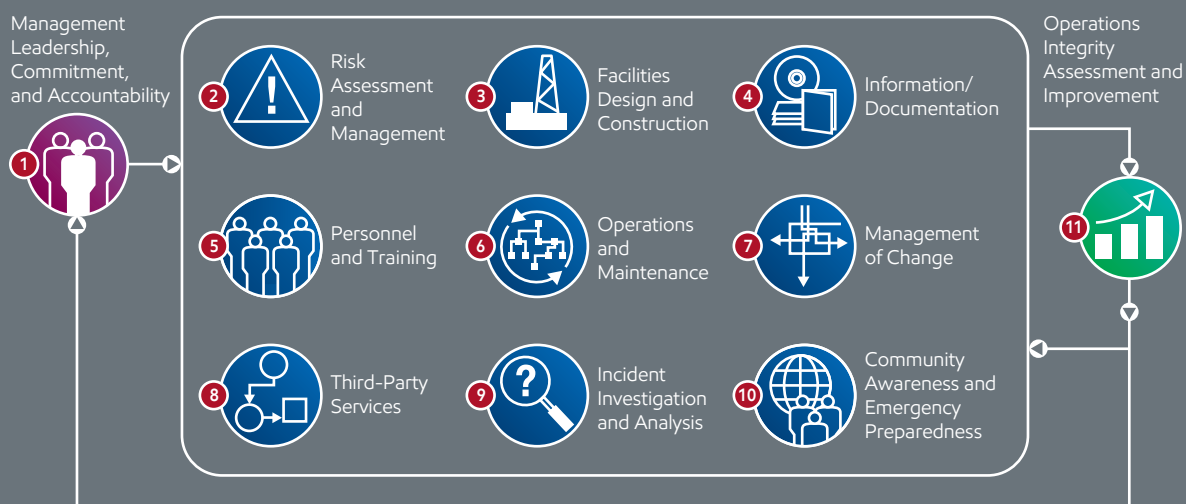 Management
Leadership,
Commitment,
and Accountability
1
2
Risk
Assessment
and
Management
!
3
Facilities
Design and
Construction
4
Information/
Documentation
5
Personnel
and Training
6
Operations
and
Maintenance
7
Management
of Change
8
Third-Party
Services
9
?
Incident
Investigation
and Analysis
10
Community
Awareness and
Emergency
Preparedness
Operations
Integrity
Assessment and
Improvement
11